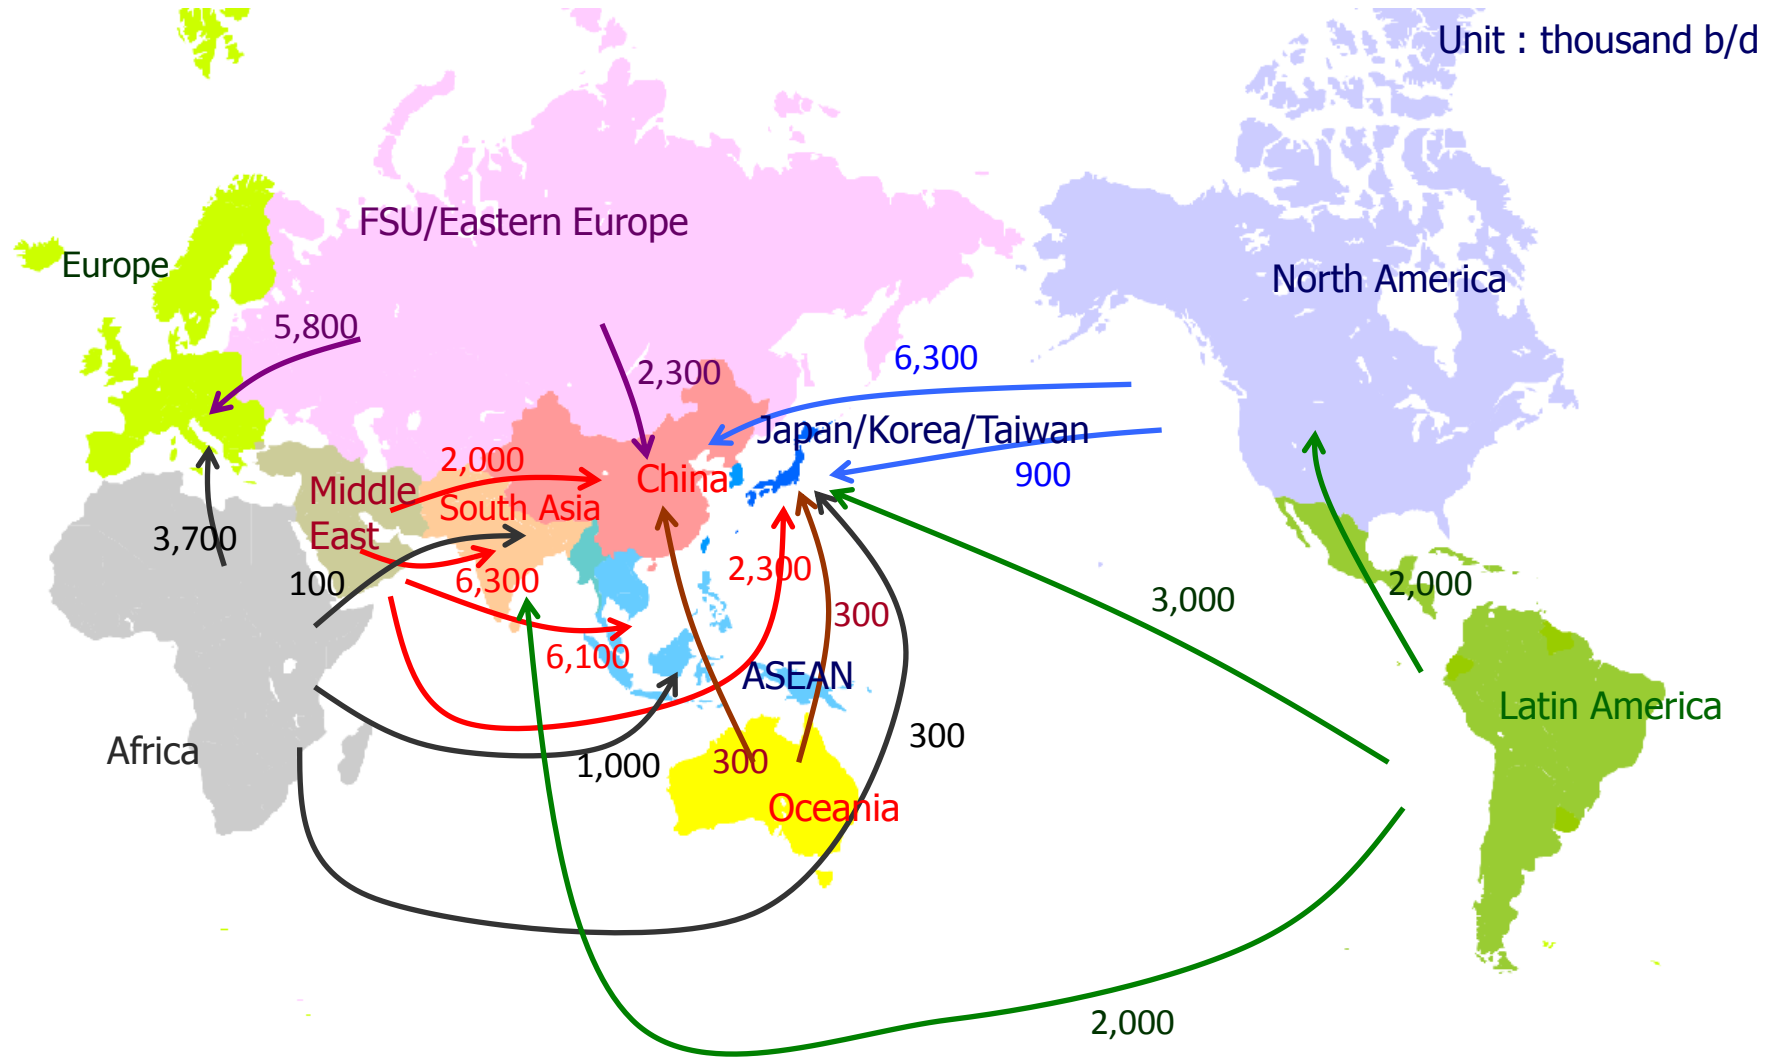 Unit : thousand b/d
FSU/Eastern Europe
Europe
North America
5,800
6,300
2,300
Japan/Korea/Taiwan
2,000
China
900
Middle
East
South Asia
3,700
2,300
100
6,300
2,000
3,000
300
6,100
ASEAN
Latin America
300
Africa
1,000
300
Oceania
2,000